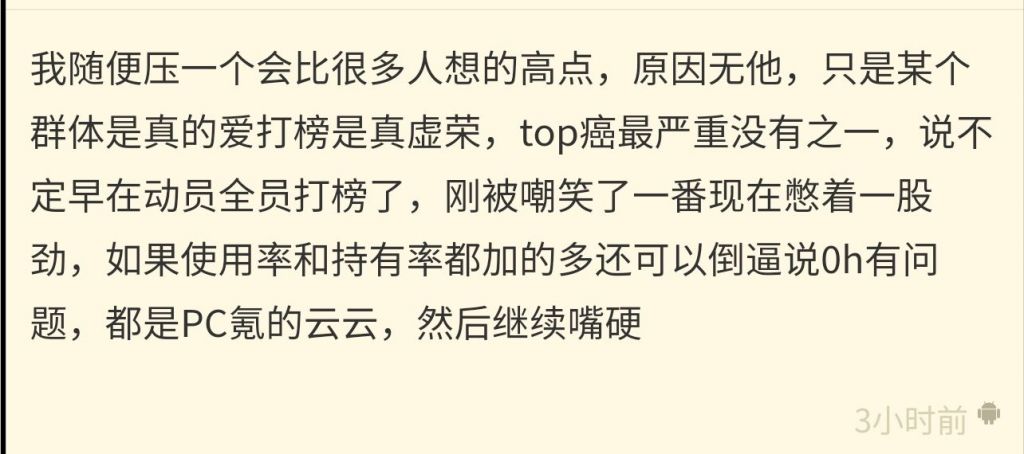 我随便压一个会比很多人想的高点，原因无他，只是某个
群体是真的爱打榜是真虚荣，top癌最严重没有之一，说不
定早在动员全员打榜了，刚被嘲笑了一番现在憋着一股
劲，如果使用率和持有率都加的多还可以倒逼说0h有问
题，都是PC氪的云云，然后继续嘴硬
3小时前